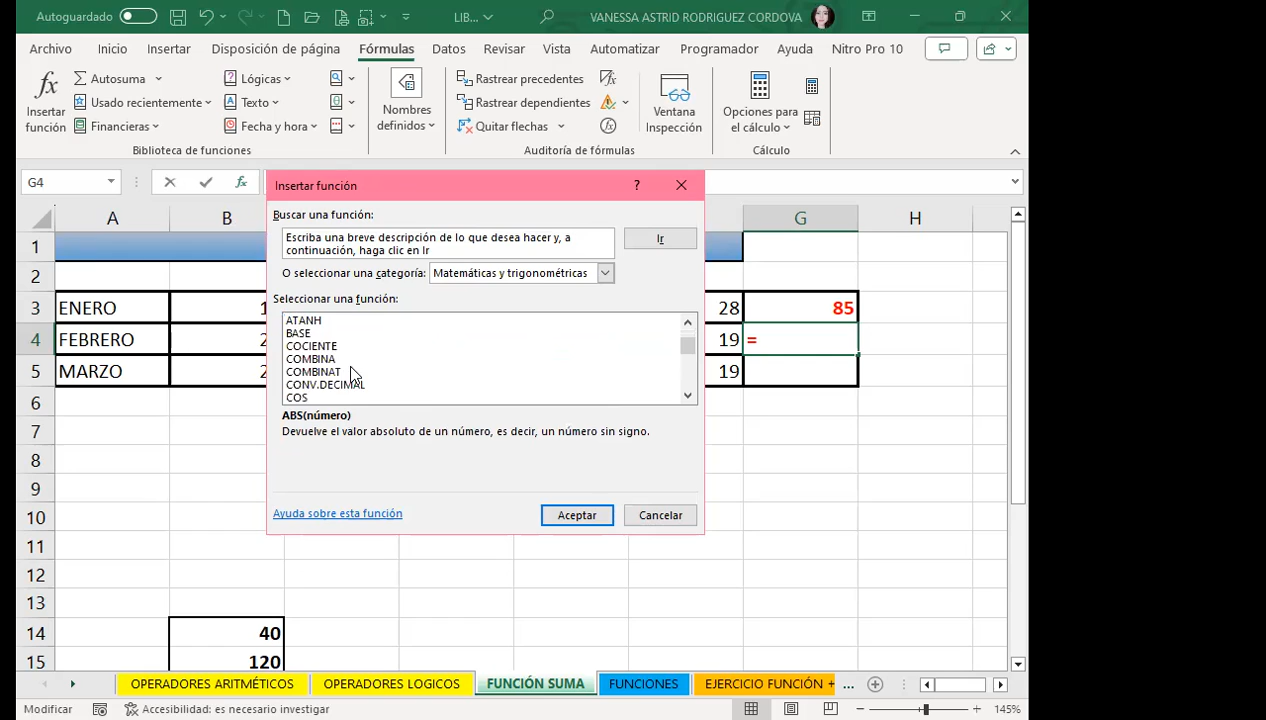 Autoguardado
LIB...
VANESSA ASTRID RODRIGUEZ CORDOVA
Archivo Inicio Insertar Disposición de página Fórmulas Datos Revisar Vista Automatizar Programador Ayuda Nitro Pro 10
fx Insertar función
Autosuma
Usado recientemente
Financieras
Lógicas
Texto
Fecha y hora
Biblioteca de funciones
Nombres definidos
Rastrear precedentes
Rastrear dependientes
Quitar flechas
Auditoría de fórmulas
Ventana Inspección
Opciones para el cálculo
Cálculo
G4
fx
Insertar función
?
Buscar una función:
Escriba una breve descripción de lo que desea hacer y, a
continuación, haga clic en Ir
Ir
O seleccionar una categoría: Matemáticas y trigonométricas
Seleccionar una función:
ATANH
BASE
COCIENTE
COMBINA
COMBINAT
CONV.DECIMAL
COS
ABS(número)
Devuelve el valor absoluto de un número, es decir, un número sin signo.
Ayuda sobre esta función
Aceptar
Cancelar
A B G H
1
2
3 ENERO 1 28 85
4 FEBRERO 2 19 =
5 MARZO 2 19
6
7
8
9
10
11
12
13
14 40
15 120
OPERADORES ARITMÉTICOS OPERADORES LOGICOS FUNCIÓN SUMA FUNCIONES EJERCICIO FUNCIÓN + ...
Modificar
Accesibilidad: es necesario investigar
145%